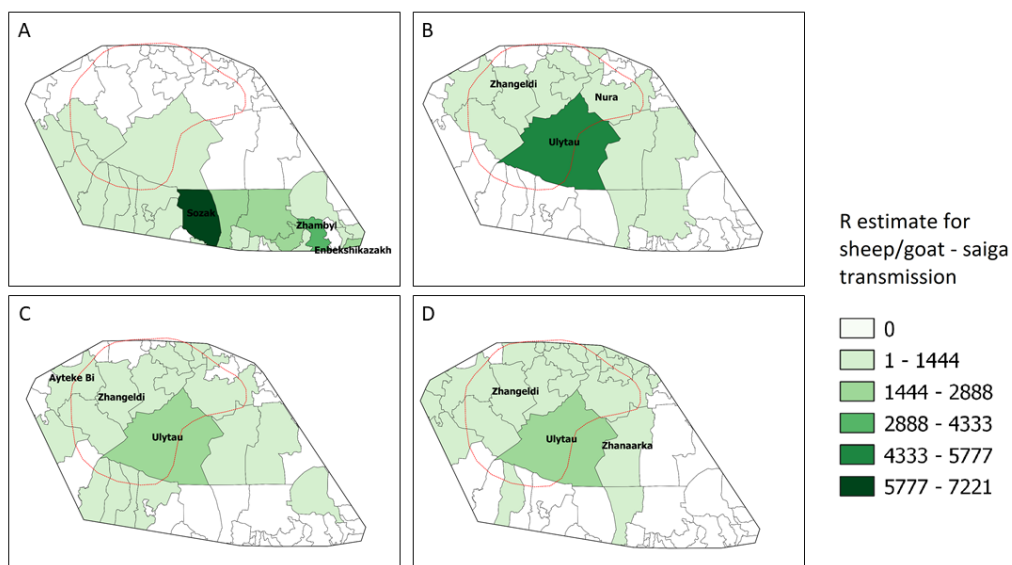 A
Sozak
Zhambyl
Enbekshikazakh
B
Zhangeldi
Nura
Ulytau
C
Ayteke Bi
Zhangeldi
Ulytau
D
Zhangeldi
Ulytau
Zhanaarka
R estimate for
sheep/goat - saiga
transmission
0
1 - 1444
1444 - 2888
2888 - 4333
4333 - 5777
5777 - 7221